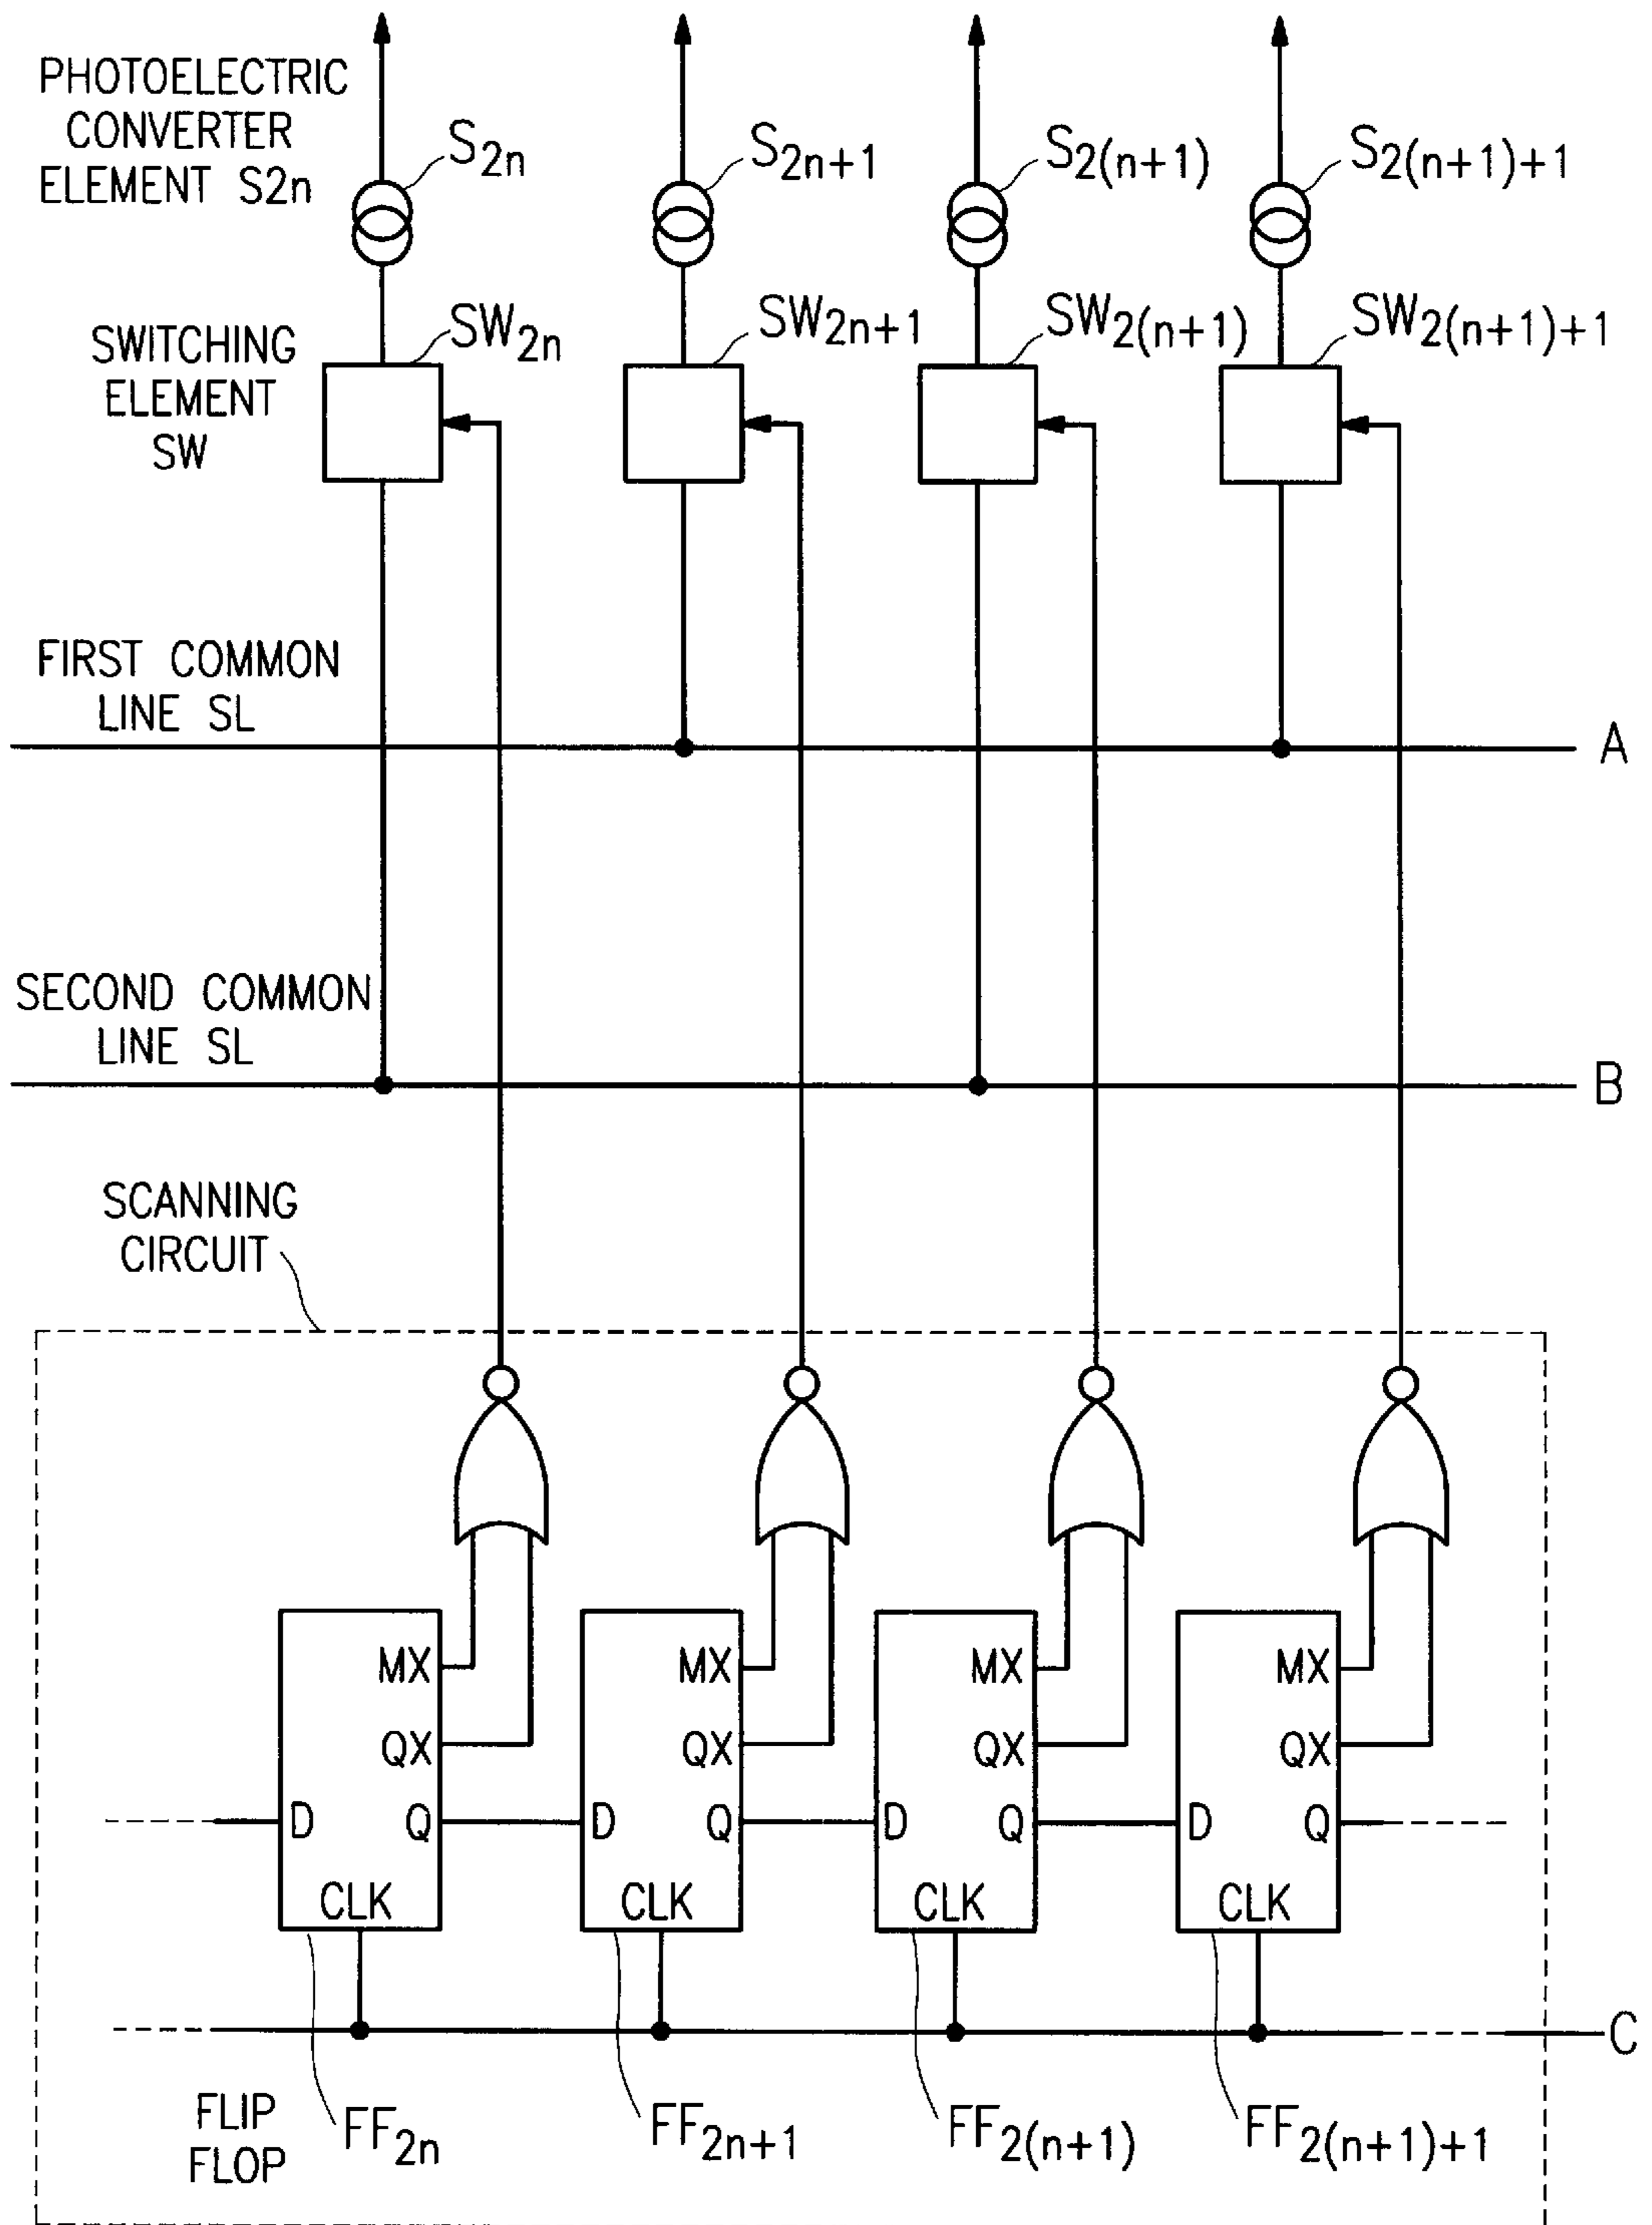 PHOTOELECTRIC
CONVERTER
ELEMENT S2n
S2n
S2n+1
S2(n+1)
S2(n+1)+1
SWITCHING
ELEMENT
SW
SW2n
SW2n+1
SW2(n+1)
SW2(n+1)+1
FIRST COMMON
LINE SL
A
SECOND COMMON
LINE SL
B
SCANNING
CIRCUIT
MX MX MX MX
QX QX QX QX
D Q D Q D Q D Q
CLK CLK CLK CLK
C
FLIP
FLOP
FF2n
FF2n+1
FF2(n+1)
FF2(n+1)+1